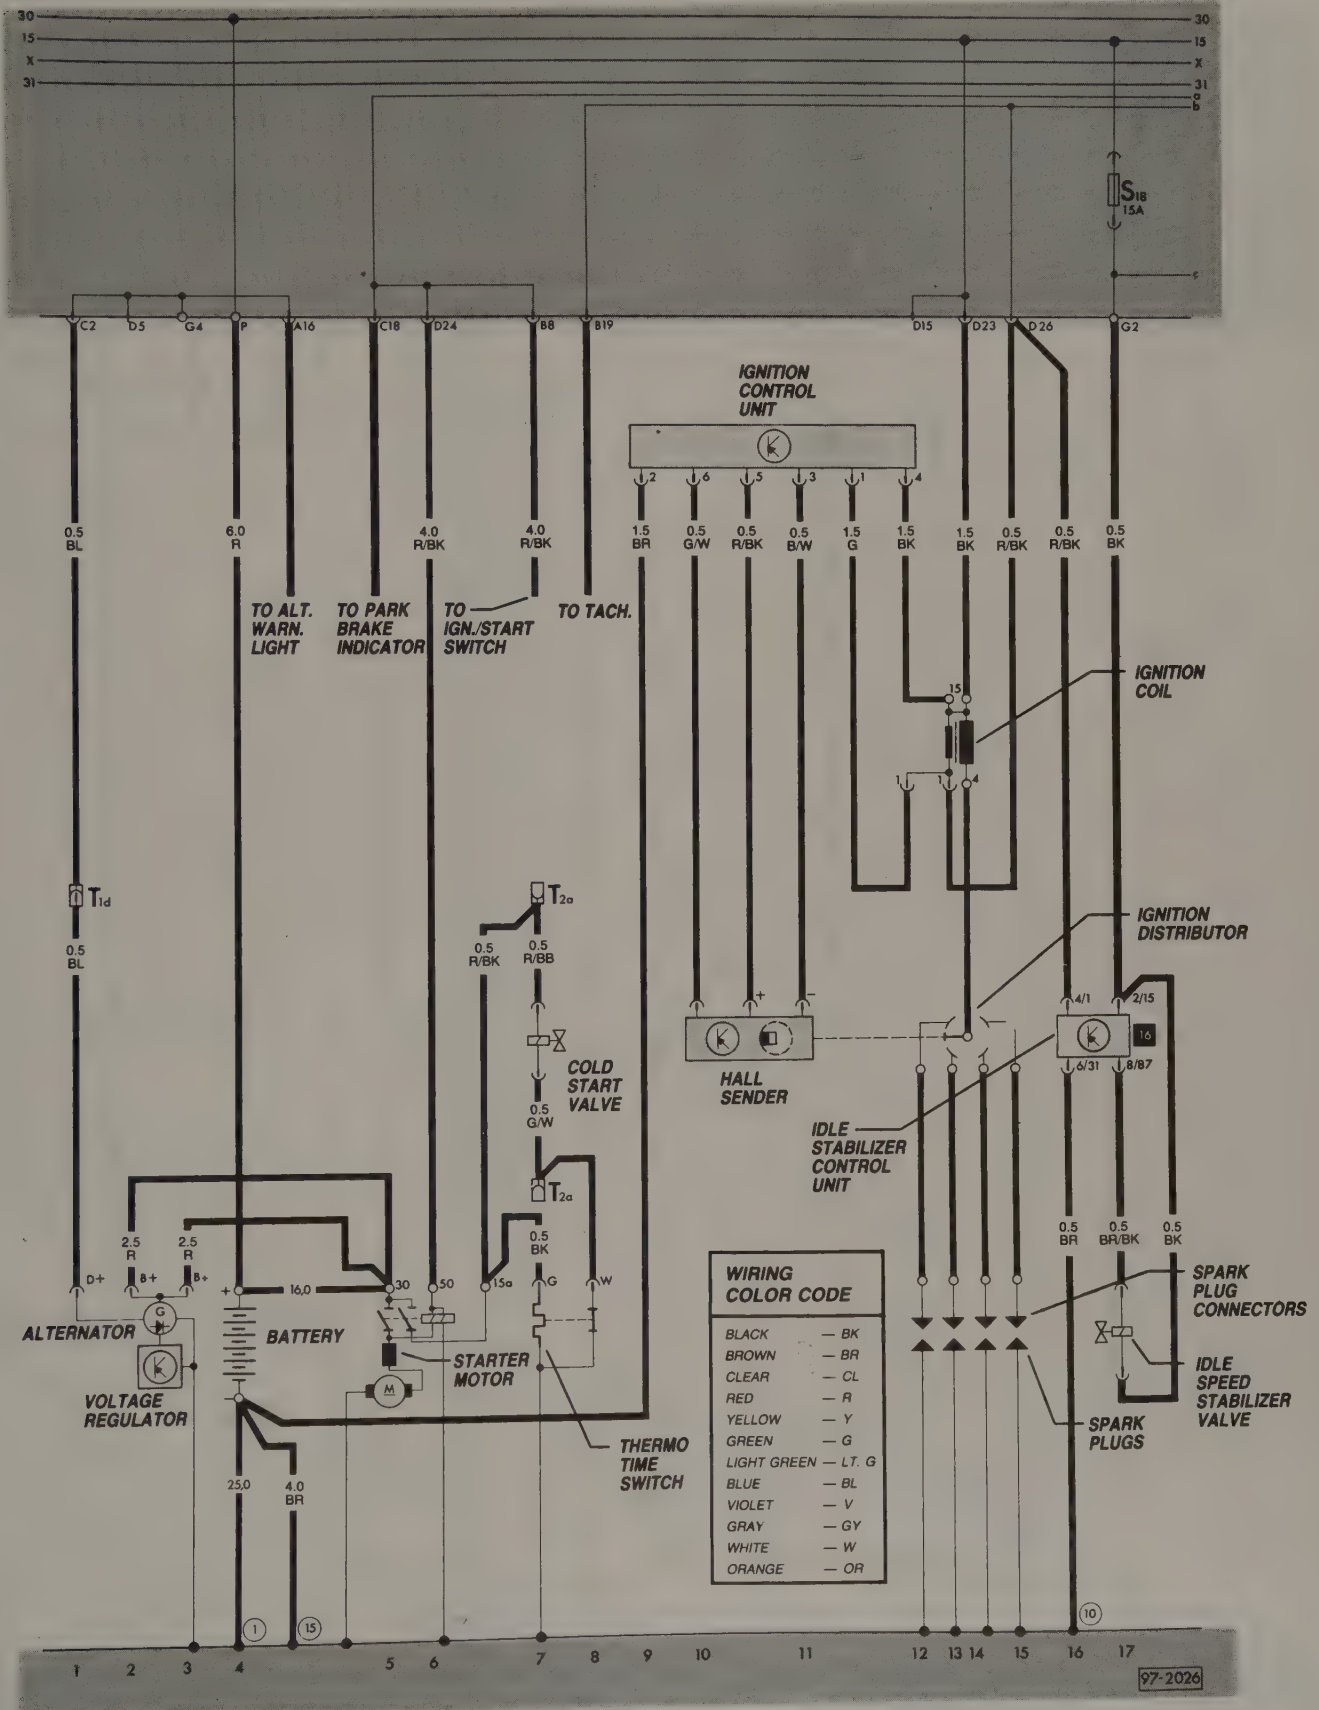 30 30
15 15
X X
31 31
a
b
S18
15A
c
C2 D5 G4 P A16 C18 D24 B8 B19 D15 D23 D26 G2
IGNITION
CONTROL
UNIT
2 6 5 3 1 4
0.5
BL
6.0
R
4.0
R/BK
4.0
R/BK
1.5
BR
0.5
G/W
0.5
R/BK
0.5
B/W
1.5
G
1.5
BK
1.5
BK
0.5
R/BK
0.5
R/BK
0.5
BK
TO ALT.
WARN.
LIGHT
TO PARK
BRAKE
INDICATOR
TO
IGN./START
SWITCH
TO TACH.
IGNITION
COIL
15
1 1 4
T1d
T2a
0.5
BL
0.5
R/BK
0.5
R/BB
IGNITION
DISTRIBUTOR
+ −
4/1 2/15
16
6/31 8/87
COLD
START
VALVE
HALL
SENDER
0.5
G/W
IDLE
STABILIZER
CONTROL
UNIT
T2a
2.5
R
2.5
R
0.5
BK
0.5
BR
0.5
BR/BK
0.5
BK
D+ B+ B+ + 16,0 30 50 15a G W
G
ALTERNATOR
BATTERY
STARTER
MOTOR
M
−
VOLTAGE
REGULATOR
THERMO
TIME
SWITCH
25,0
4.0
BR
WIRING
COLOR CODE
BLACK — BK
BROWN — BR
CLEAR — CL
RED — R
YELLOW — Y
GREEN — G
LIGHT GREEN — LT. G
BLUE — BL
VIOLET — V
GRAY — GY
WHITE — W
ORANGE — OR
SPARK
PLUG
CONNECTORS
IDLE
SPEED
STABILIZER
VALVE
SPARK
PLUGS
1 15 10
1 2 3 4 5 6 7 8 9 10 11 12 13 14 15 16 17
97-2026